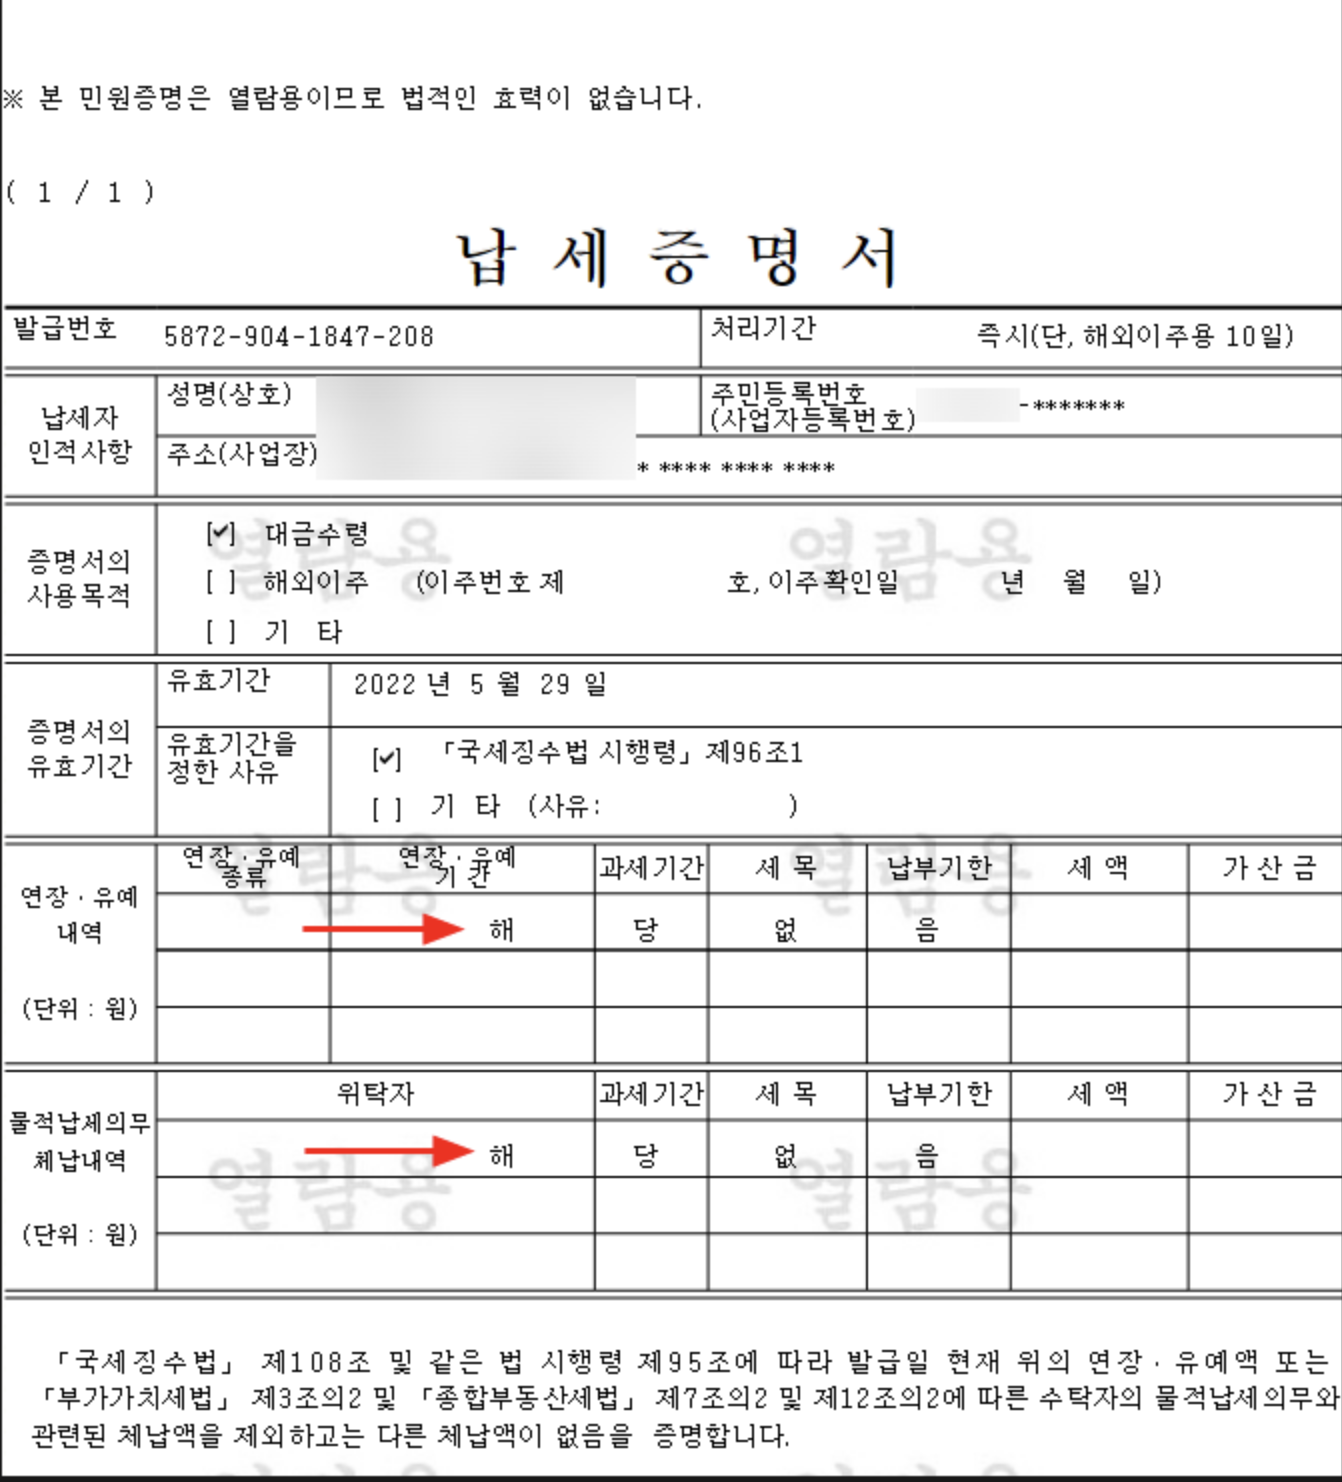 ※ 본 민원증명은 열람용이므로 법적인 효력이 없습니다.
( 1 / 1 )
납 세 증 명 서
발급번호 5872-904-1847-208 처리기간 즉시(단, 해외이주용 10일)
납세자
인적사항
성명(상호)
주민등록번호
(사업자등록번호)
-*******
주소(사업장)
* **** **** ****
증명서의
사용목적
[✔] 대금수령
[ ] 해외이주 (이주번호 제 호, 이주확인일 년 월 일)
[ ] 기 타
증명서의
유효기간
유효기간 2022 년 5 월 29 일
유효기간을
정한 사유
[✔] 「국세징수법 시행령」 제96조1
[ ] 기 타 (사유: )
연장·유예
내역
(단위 : 원)
연장·유예
종류
연장·유예
기 간
과세기간 세 목 납부기한 세 액 가 산 금
해 당 없 음
물적납세의무
체납내역
(단위 : 원)
위탁자 과세기간 세 목 납부기한 세 액 가 산 금
해 당 없 음
「국세징수법」 제108조 및 같은 법 시행령 제95조에 따라 발급일 현재 위의 연장·유예액 또는
「부가가치세법」 제3조의2 및 「종합부동산세법」 제7조의2 및 제12조의2에 따른 수탁자의 물적납세의무와
관련된 체납액을 제외하고는 다른 체납액이 없음을 증명합니다.
열람용
열람용
열람용
열람용
열람용
열람용